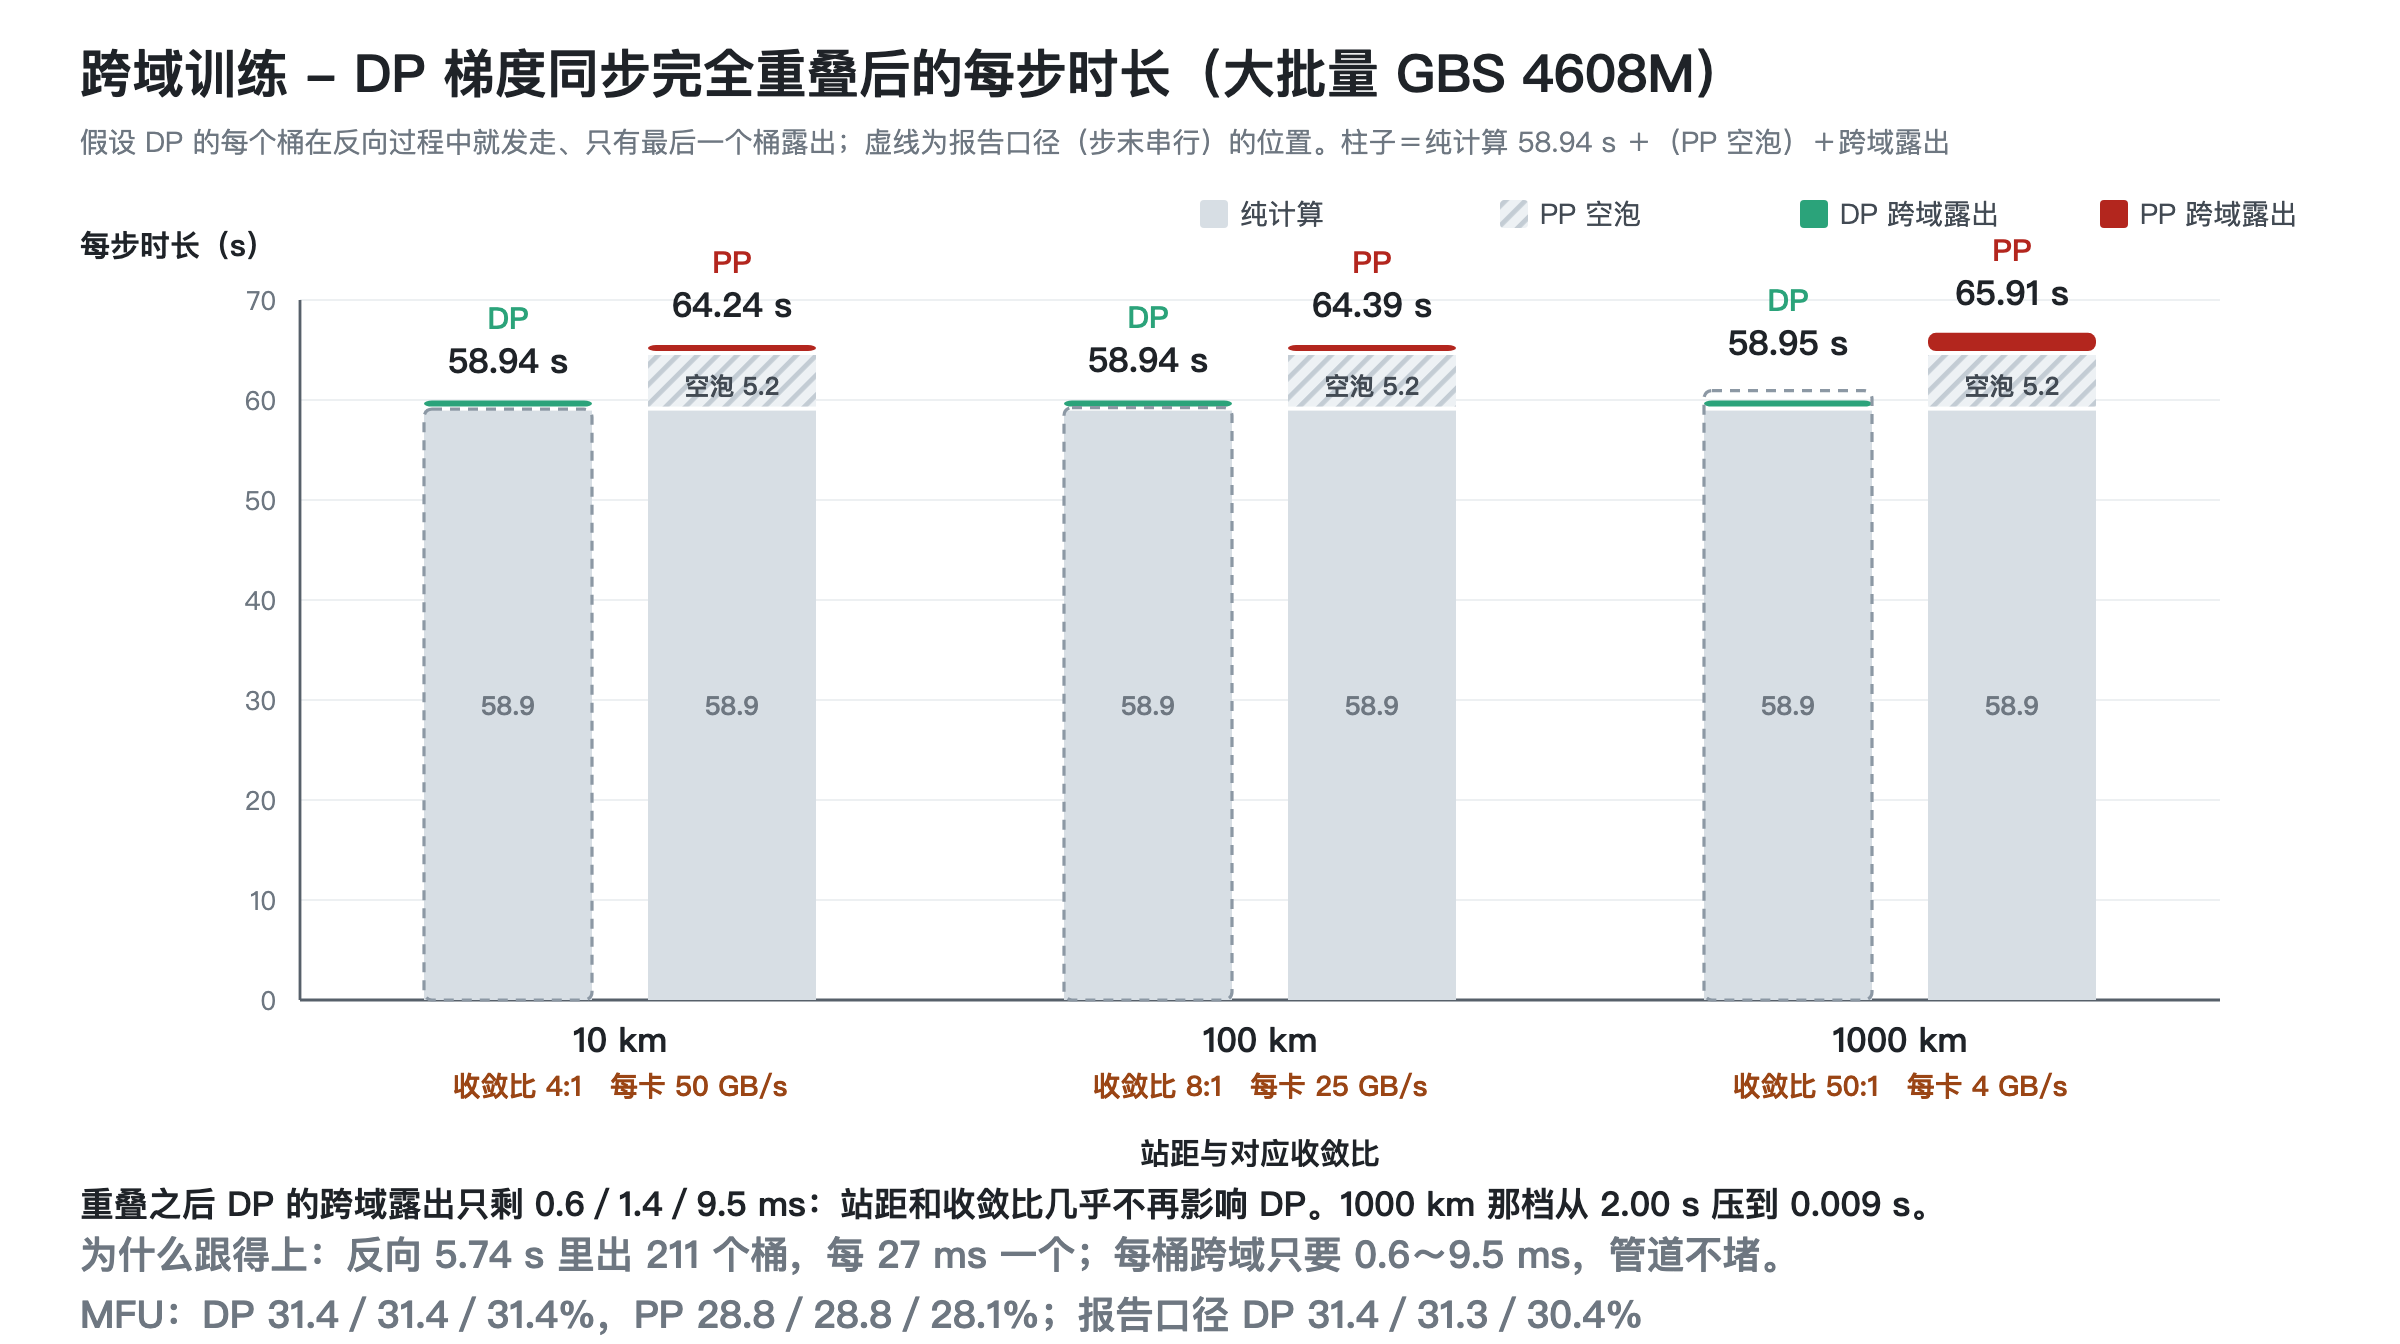 跨域训练 – DP 梯度同步完全重叠后的每步时长（大批量 GBS 4608M）
假设 DP 的每个桶在反向过程中就发走、只有最后一个桶露出；虚线为报告口径（步末串行）的位置。柱子＝纯计算 58.94 s ＋（PP 空泡）＋跨域露出
纯计算 PP 空泡 DP 跨域露出 PP 跨域露出
每步时长（s）
PP PP PP
70 DP 64.24 s DP 64.39 s DP 65.91 s
58.94 s 58.94 s 58.95 s
60 空泡 5.2 空泡 5.2 空泡 5.2
50
40
30 58.9 58.9 58.9 58.9 58.9 58.9
20
10
0
10 km 100 km 1000 km
收敛比 4:1 每卡 50 GB/s 收敛比 8:1 每卡 25 GB/s 收敛比 50:1 每卡 4 GB/s
站距与对应收敛比
重叠之后 DP 的跨域露出只剩 0.6 / 1.4 / 9.5 ms：站距和收敛比几乎不再影响 DP。1000 km 那档从 2.00 s 压到 0.009 s。
为什么跟得上：反向 5.74 s 里出 211 个桶，每 27 ms 一个；每桶跨域只要 0.6～9.5 ms，管道不堵。
MFU：DP 31.4 / 31.4 / 31.4%，PP 28.8 / 28.8 / 28.1%；报告口径 DP 31.4 / 31.3 / 30.4%